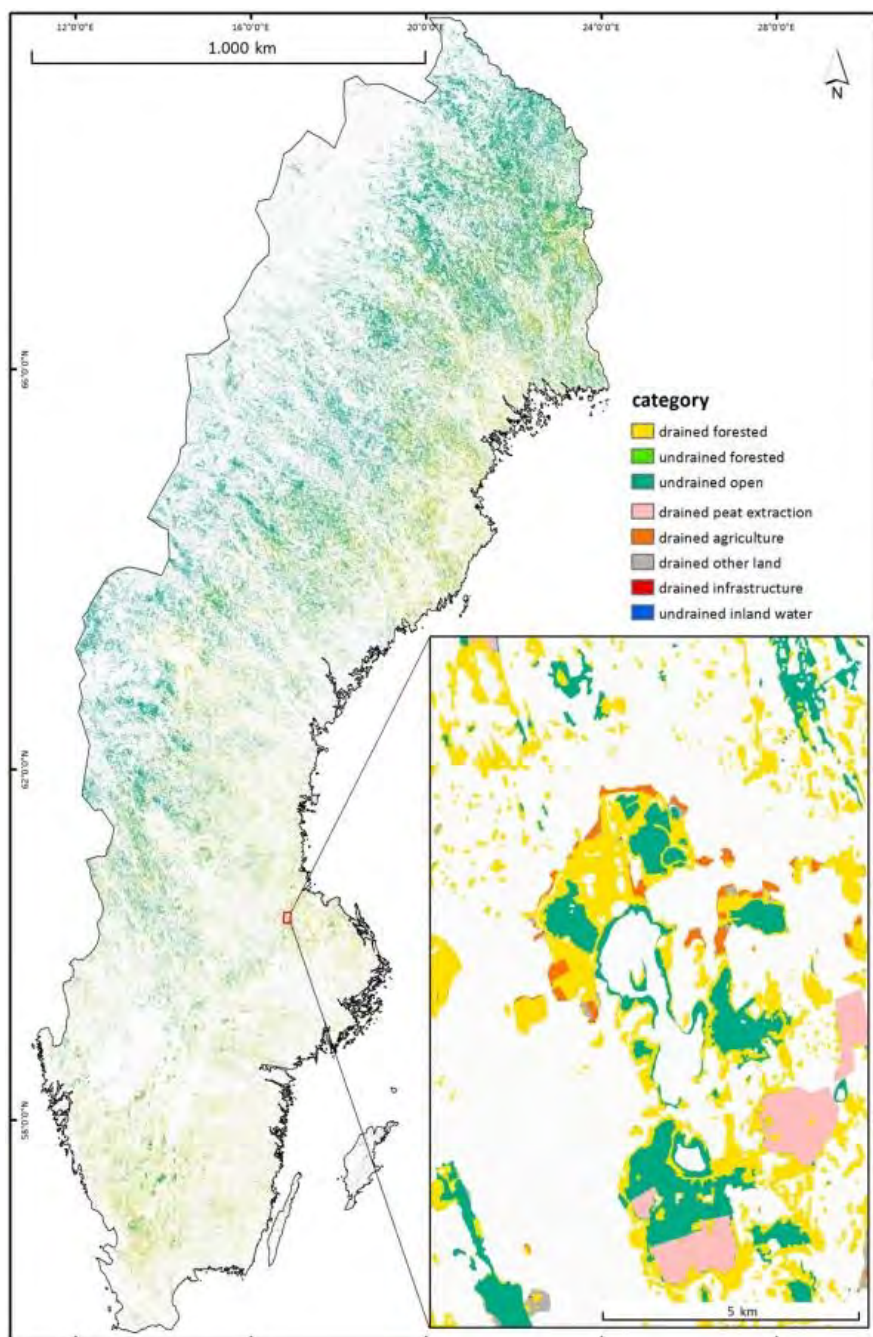 12°0'0"E 16°0'0"E 20°0'0"E 24°0'0"E 28°0'0"E
1.000 km
N
66°0'0"N
category
drained forested
undrained forested
undrained open
drained peat extraction
drained agriculture
drained other land
drained infrastructure
undrained inland water
62°0'0"N
58°0'0"N
5 km